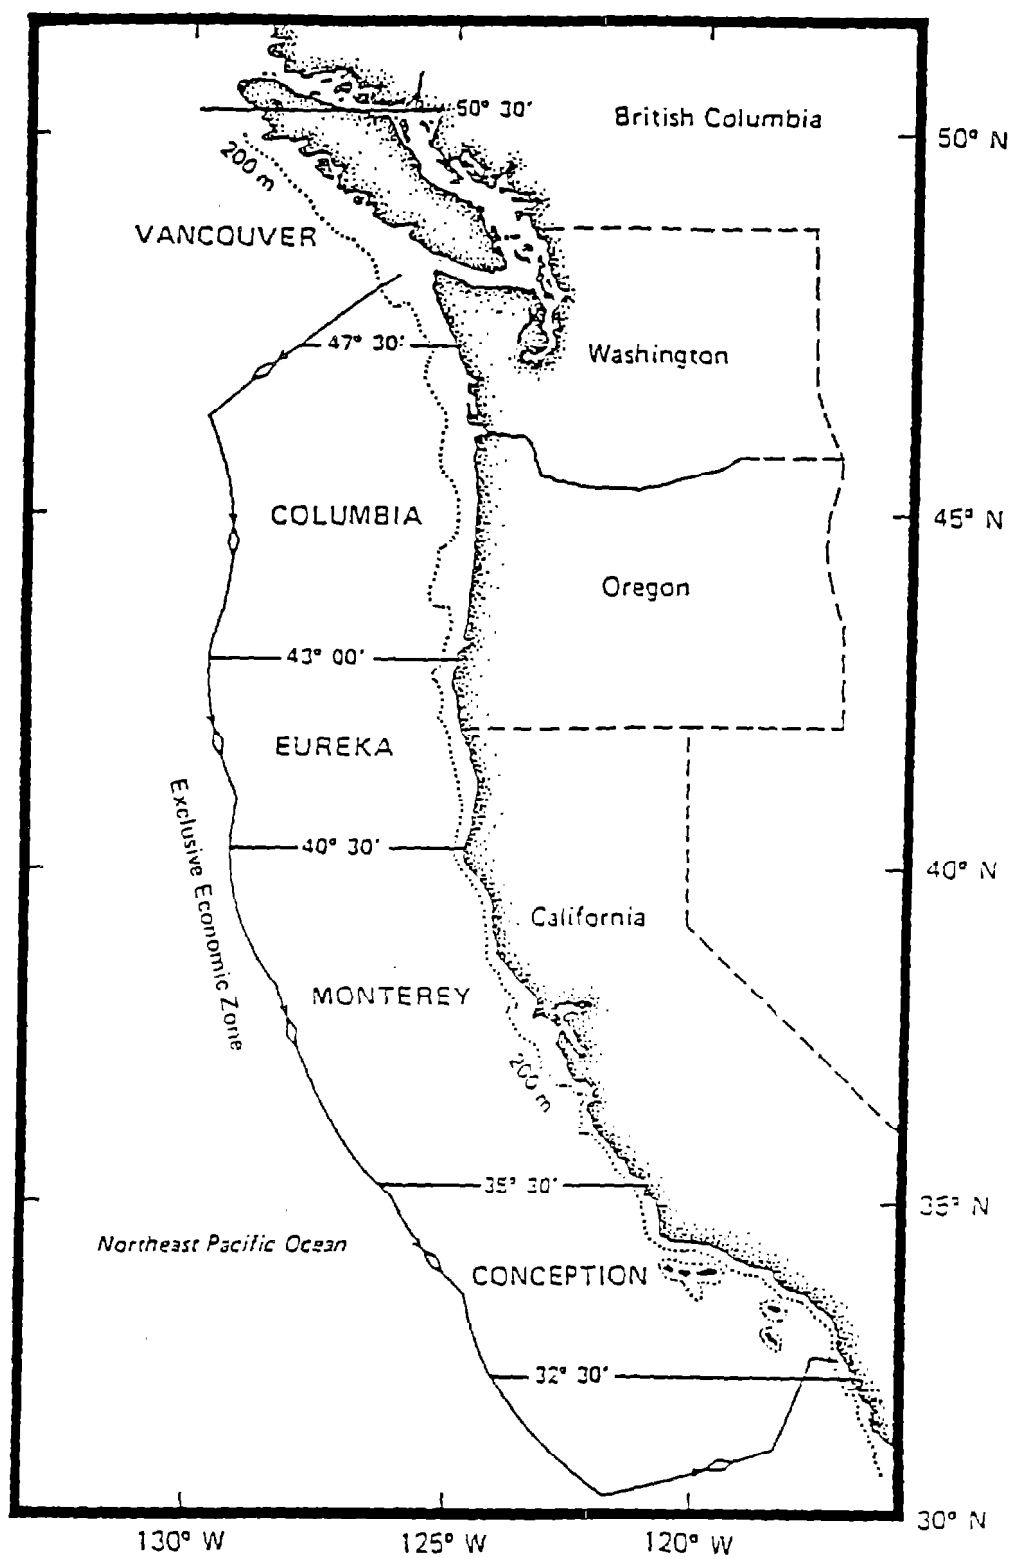 50° 30'
British Columbia
50° N
200 m
VANCOUVER
47° 30'
Washington
COLUMBIA
45° N
Oregon
43° 00'
EUREKA
Exclusive Economic Zone
40° 30'
40° N
California
MONTEREY
200 m
35° 30'
35° N
Northeast Pacific Ocean
CONCEPTION
32° 30'
30° N
130° W
125° W
120° W